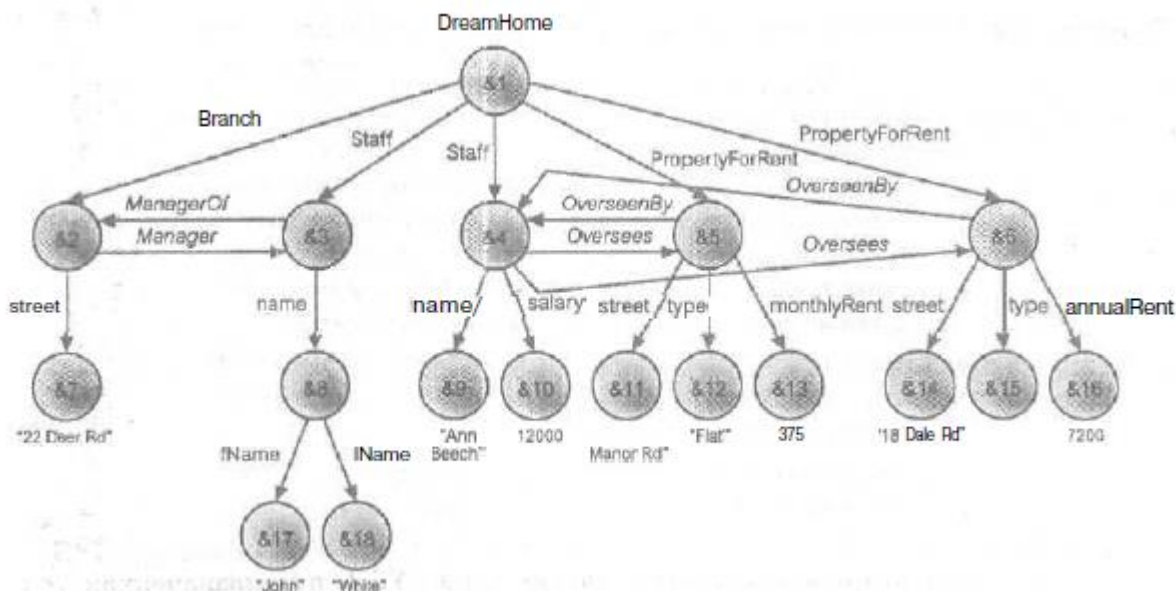 DreamHome
&1
Branch
Staff
Staff
PropertyForRent
PropertyForRent
ManagerOf
OverseenBy
OverseenBy
&2
&3
&4
&5
&6
Manager
Oversees
Oversees
street
name
name
salary
street
type
monthlyRent
street
type
annualRent
&7
&8
&9
&10
&11
&12
&13
&14
&15
&16
"22 Deer Rd"
"Ann
Beech"
12000
Manor Rd"
"Flat"
375
'18 Dale Rd"
7200
fName
lName
&17
&18
"John"
"White"